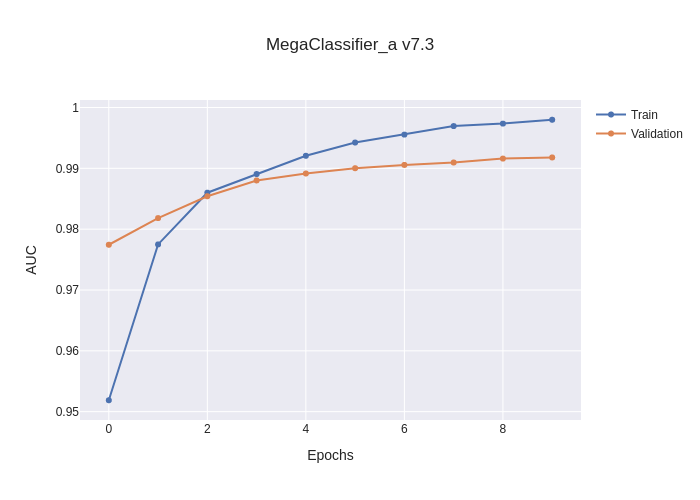 MegaClassifier_a v7.3
Train
Validation
AUC
1
0.99
0.98
0.97
0.96
0.95
0 2 4 6 8
Epochs